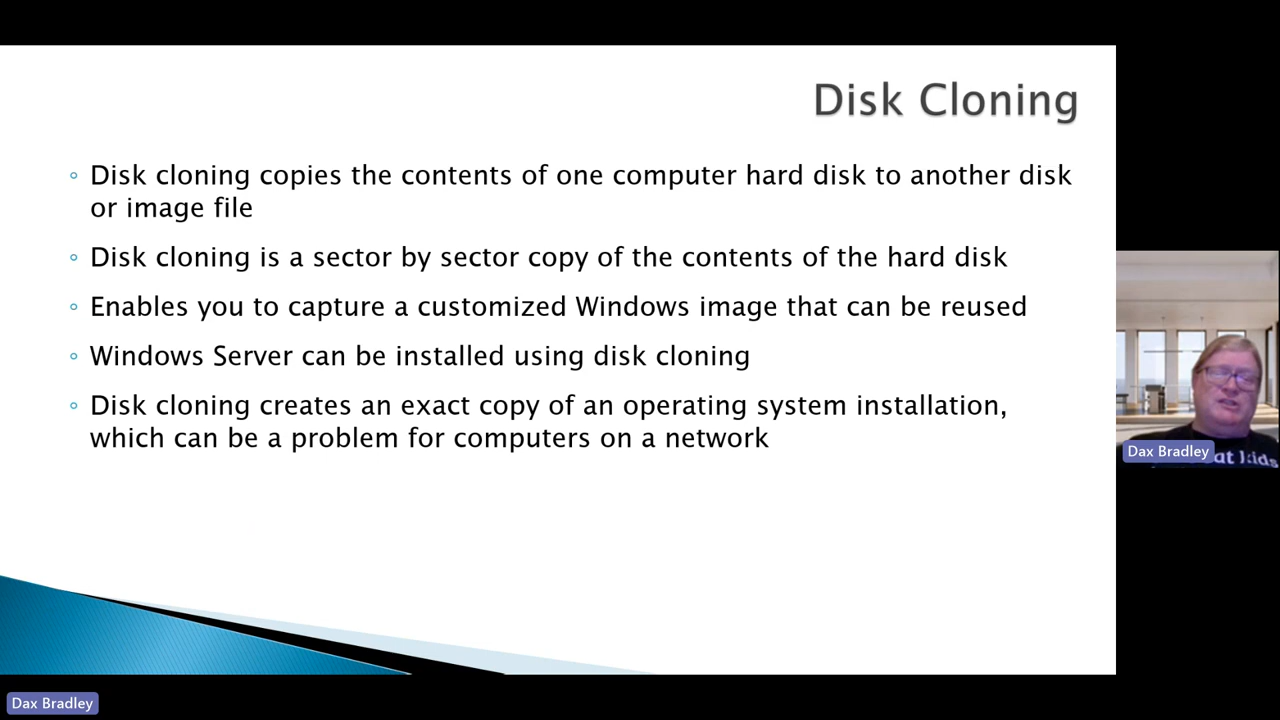 Disk Cloning
Disk cloning copies the contents of one computer hard disk to another disk
or image file
Disk cloning is a sector by sector copy of the contents of the hard disk
Enables you to capture a customized Windows image that can be reused
Windows Server can be installed using disk cloning
Disk cloning creates an exact copy of an operating system installation,
which can be a problem for computers on a network
Dax Bradley
at kids
Dax Bradley